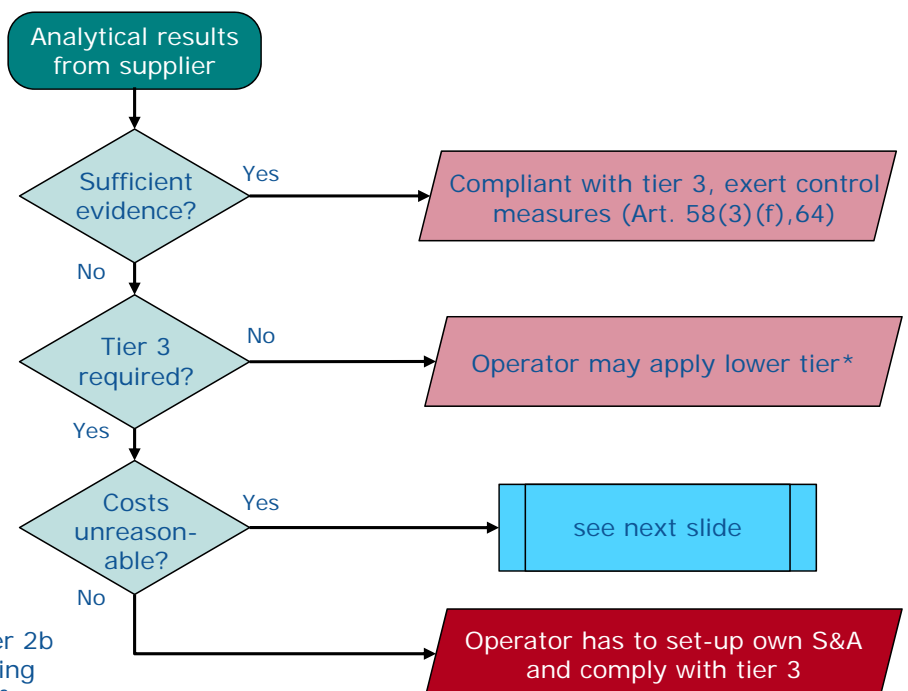 Analytical results
from supplier
Sufficient
evidence?
Yes
Compliant with tier 3, exert control
measures (Art. 58(3)(f),64)
No
Tier 3
required?
No
Operator may apply lower tier*
Yes
Costs
unreason-
able?
Yes
see next slide
No
er 2b
ing
Operator has to set-up own S&A
and comply with tier 3